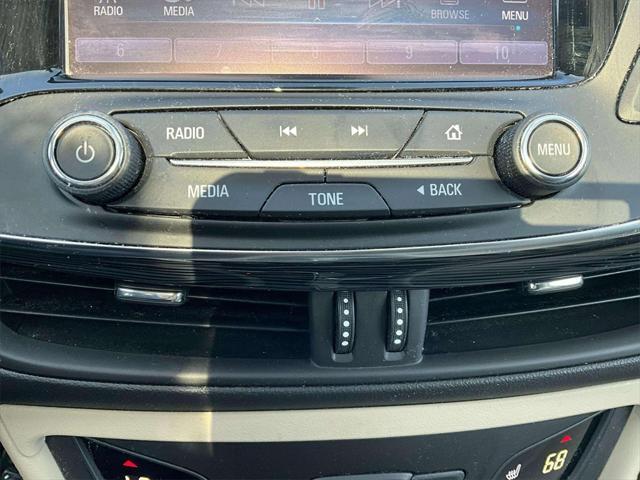 RADIO MEDIA BROWSE MENU
6 7 8 9 10
RADIO
MEDIA TONE BACK
MENU
68